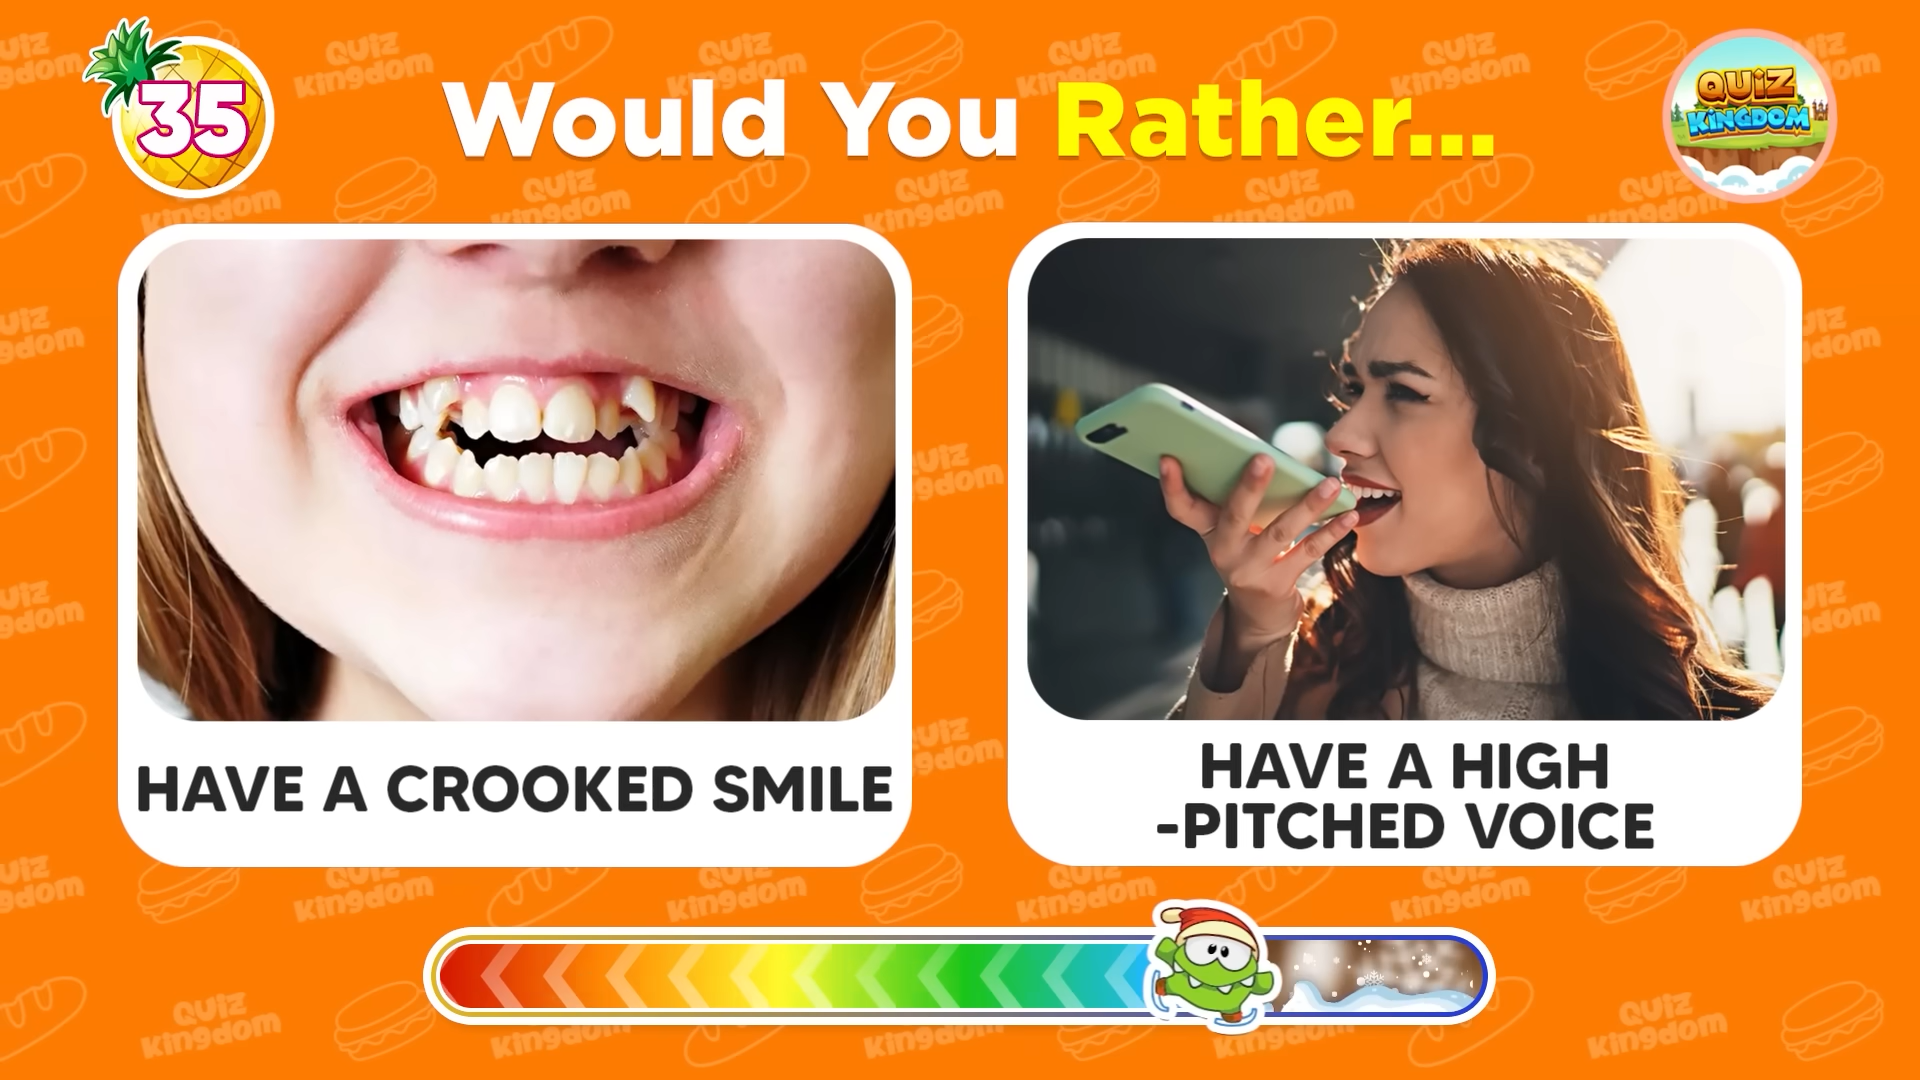 35
Would You Rather...
QUIZ
KINGDOM
HAVE A CROOKED SMILE
HAVE A HIGH
-PITCHED VOICE